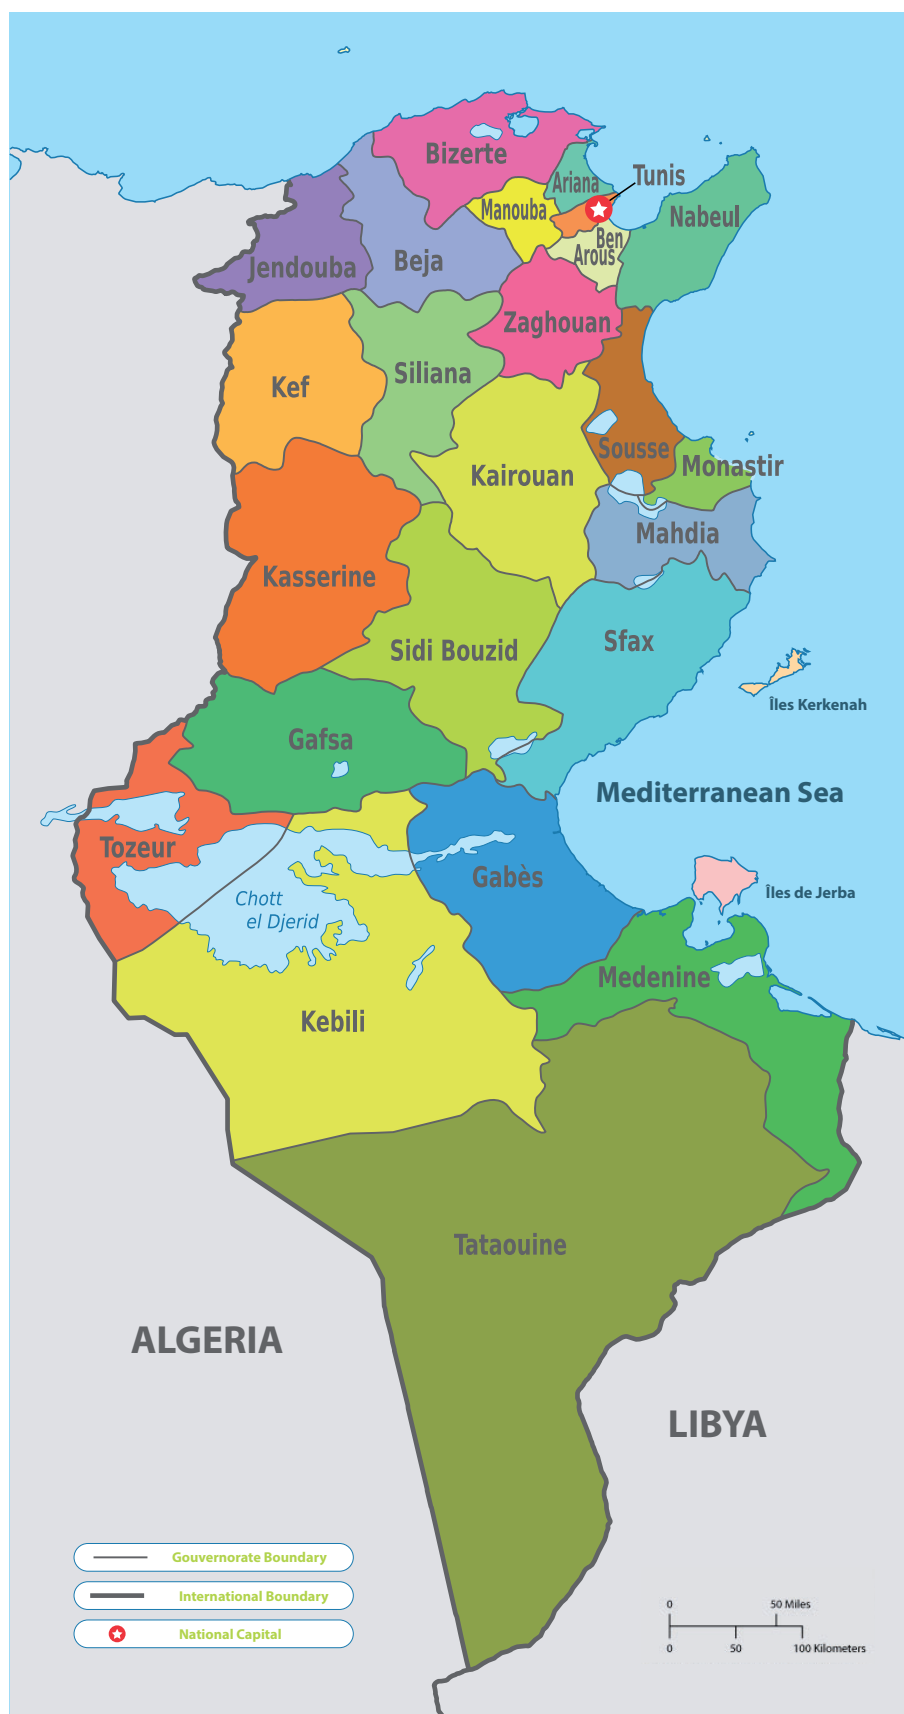 Bizerte
Ariana
Tunis
Manouba
Nabeul
Ben
Arous
Beja
Jendouba
Zaghouan
Siliana
Kef
Sousse
Monastir
Kairouan
Mahdia
Kasserine
Sfax
Sidi Bouzid
Îles Kerkenah
Gafsa
Mediterranean Sea
Tozeur
Gabès
Îles de Jerba
Chott
el Djerid
Medenine
Kebili
Tataouine
ALGERIA
LIBYA
Gouvernorate Boundary
International Boundary
National Capital
0 50 Miles
0 50 100 Kilometers